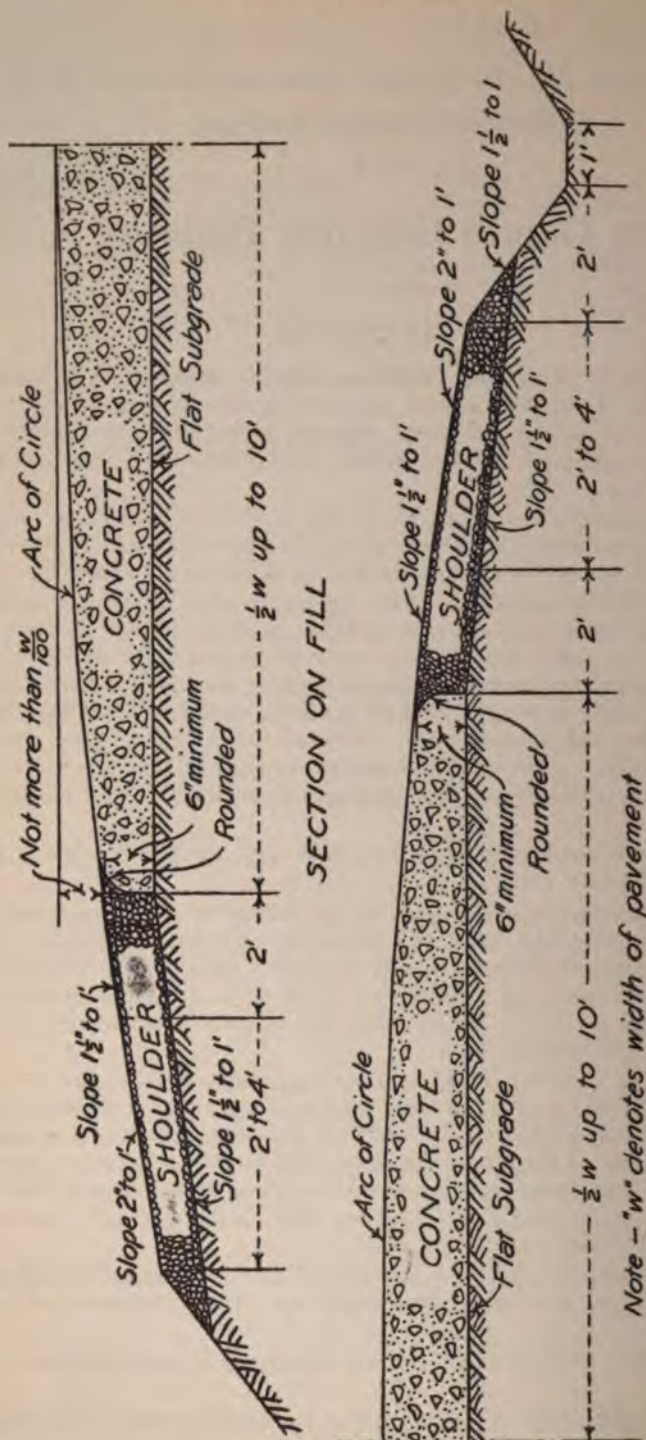 Not more than W/100
Arc of Circle
Slope 1½" to 1'
Slope 2" to 1'
CONCRETE
SHOULDER
6" minimum
Rounded
Flat Subgrade
Slope 1½" to 1'
2' to 4'
2'
½ W up to 10'
SECTION ON FILL
Arc of Circle
Slope 1½" to 1'
Slope 2" to 1'
Slope 1½ to 1
CONCRETE
SHOULDER
6" minimum
Rounded
Flat Subgrade
Slope 1½" to 1'
½ W up to 10'
2'
2' to 4'
2'
1'
Note - "W" denotes width of pavement